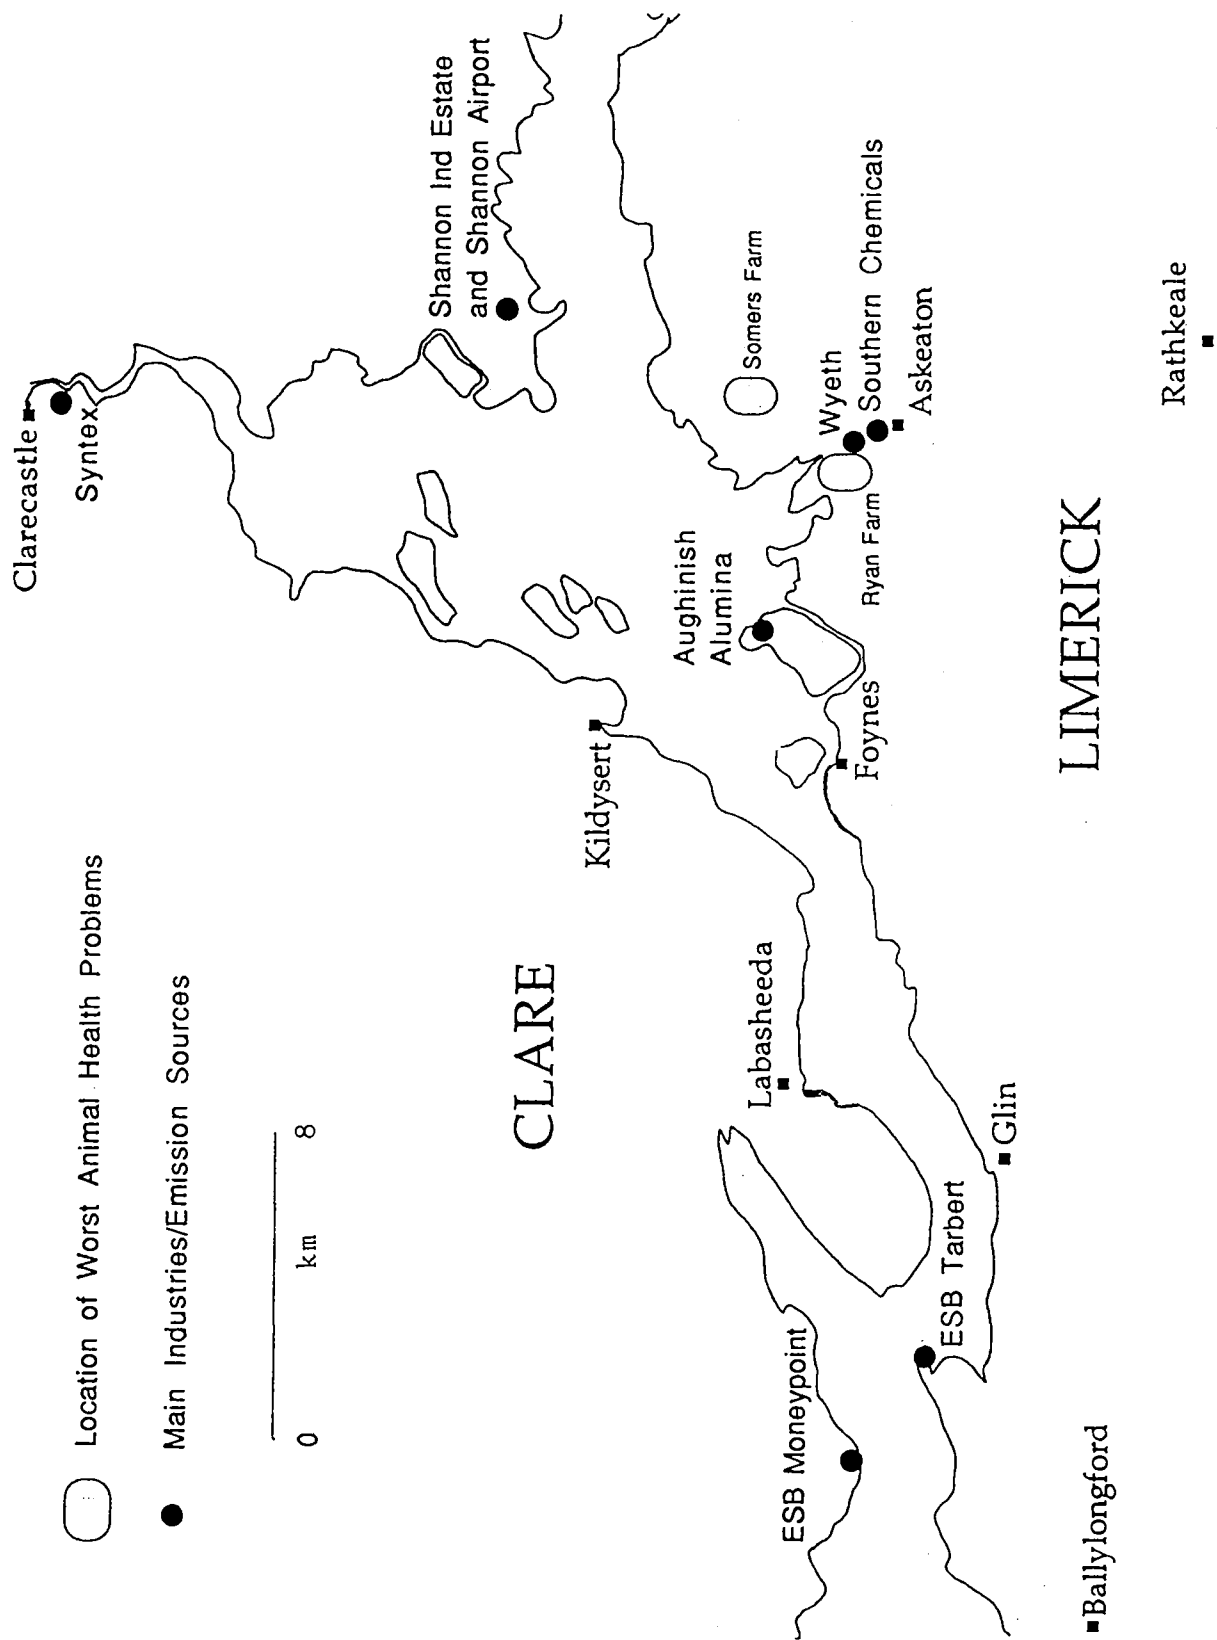 Location of Worst Animal Health Problems
Main Industries/Emission Sources
0
km
8
Clarecastle
Syntex
Shannon Ind Estate
and Shannon Airport
CLARE
Kildysert
Labasheeda
Aughinish
Alumina
Somers Farm
Wyeth
Southern Chemicals
Askeaton
Ryan Farm
Foynes
ESB Moneypoint
ESB Tarbert
Glin
LIMERICK
Rathkeale
Ballylongford